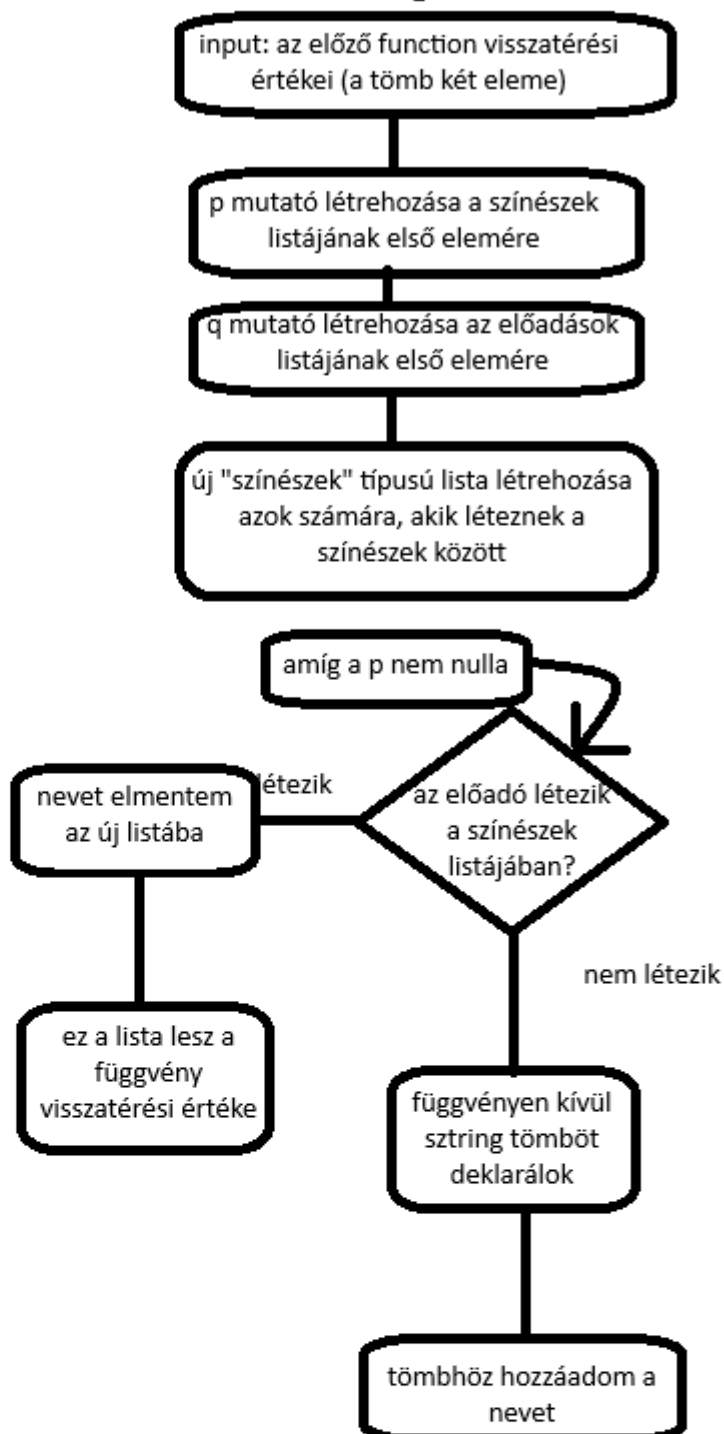 input: az előző function visszatérési
értékei (a tömb két eleme)
p mutató létrehozása a színészek
listájának első elemére
q mutató létrehozása az előadások
listájának első elemére
új "színészek" típusú lista létrehozása
azok számára, akik léteznek a
színészek között
amíg a p nem nulla
az előadó létezik
a színészek
listájában?
létezik
nevet elmentem
az új listába
ez a lista lesz a
függvény
visszatérési értéke
nem létezik
függvényen kívül
sztring tömböt
deklarálok
tömbhöz hozzáadom a
nevet